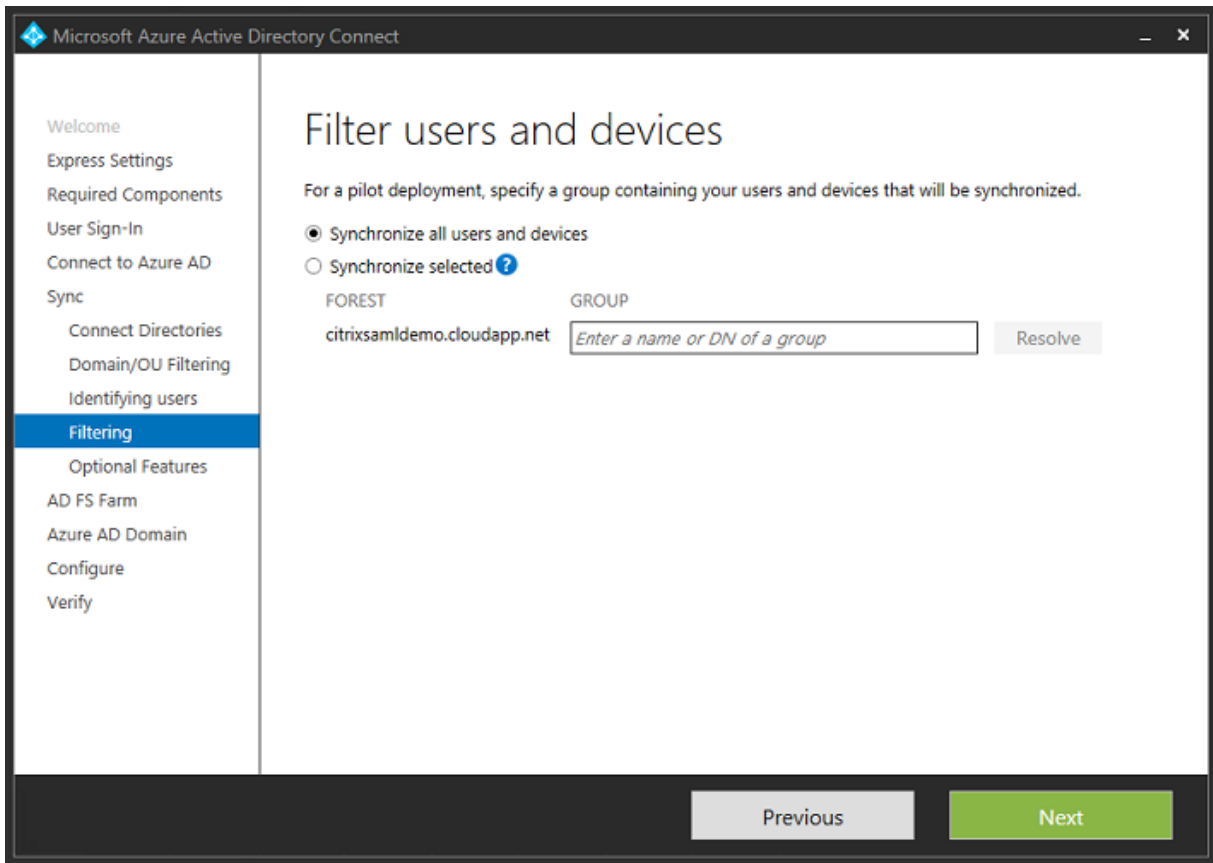 Microsoft Azure Active Directory Connect
Welcome
Express Settings
Required Components
User Sign-In
Connect to Azure AD
Sync
Connect Directories
Domain/OU Filtering
Identifying users
Filtering
Optional Features
AD FS Farm
Azure AD Domain
Configure
Verify
Filter users and devices
For a pilot deployment, specify a group containing your users and devices that will be synchronized.
Synchronize all users and devices
Synchronize selected ?
FOREST GROUP
citrixsamldemo.cloudapp.net Enter a name or DN of a group Resolve
Previous Next